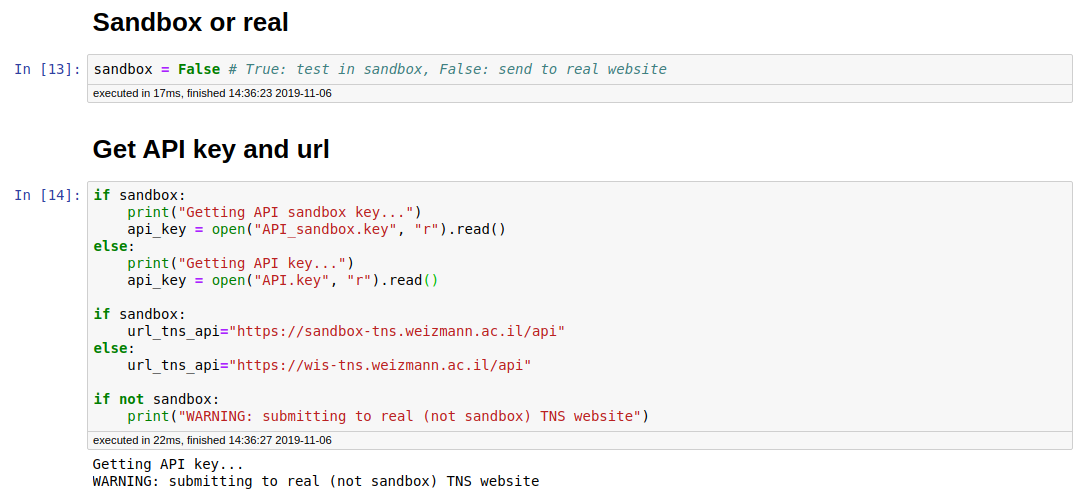 Sandbox or real
In [13]: sandbox = False # True: test in sandbox, False: send to real website
executed in 17ms, finished 14:36:23 2019-11-06
Get API key and url
In [14]: if sandbox:
    print("Getting API sandbox key...")
    api_key = open("API_sandbox.key", "r").read()
else:
    print("Getting API key...")
    api_key = open("API.key", "r").read()

if sandbox:
    url_tns_api="https://sandbox-tns.weizmann.ac.il/api"
else:
    url_tns_api="https://wis-tns.weizmann.ac.il/api"

if not sandbox:
    print("WARNING: submitting to real (not sandbox) TNS website")
executed in 22ms, finished 14:36:27 2019-11-06
Getting API key...
WARNING: submitting to real (not sandbox) TNS website